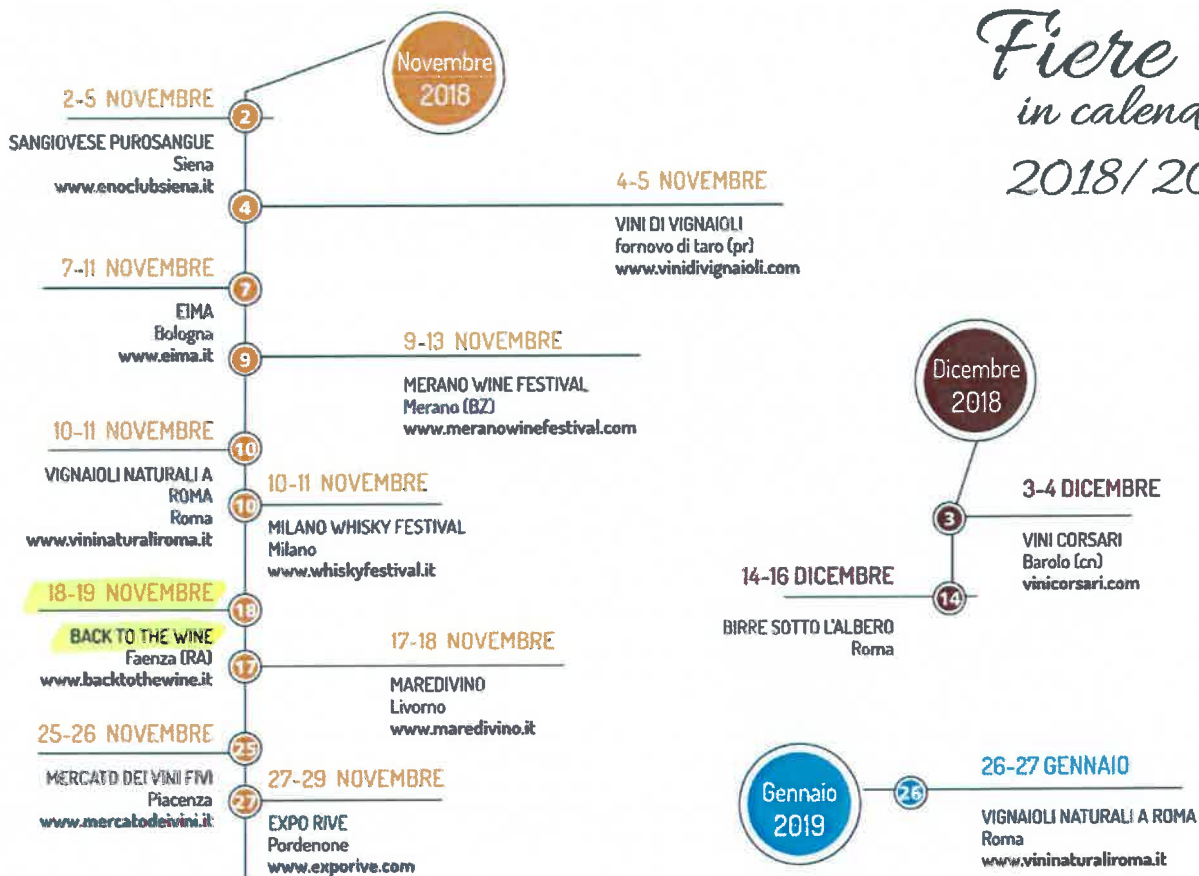 Fiere
in calend
2018/20
Novembre
2018
2-5 NOVEMBRE
2
SANGIOVESE PUROSANGUE
Siena
www.enoclubsiena.it
4-5 NOVEMBRE
4
VINI DI VIGNAIOLI
fornovo di taro (pr)
www.vinidivignaioli.com
7-11 NOVEMBRE
7
EIMA
Bologna
www.eima.it
9-13 NOVEMBRE
9
MERANO WINE FESTIVAL
Merano (BZ)
www.meranowinefestival.com
10-11 NOVEMBRE
10
VIGNAIOLI NATURALI A
ROMA
Roma
www.vininaturaliroma.it
10-11 NOVEMBRE
10
MILANO WHISKY FESTIVAL
Milano
www.whiskyfestival.it
18-19 NOVEMBRE
18
BACK TO THE WINE
Faenza (RA)
www.backtothewine.it
17-18 NOVEMBRE
17
MAREDIVINO
Livorno
www.maredivino.it
25-26 NOVEMBRE
25
MERCATO DEI VINI FIVI
Piacenza
www.mercatodeivini.it
27-29 NOVEMBRE
27
EXPO RIVE
Pordenone
www.exporive.com
Dicembre
2018
3-4 DICEMBRE
3
VINI CORSARI
Barolo (cn)
vinicorsari.com
14-16 DICEMBRE
14
BIRRE SOTTO L'ALBERO
Roma
Gennaio
2019
26-27 GENNAIO
26
VIGNAIOLI NATURALI A ROMA
Roma
www.vininaturaliroma.it